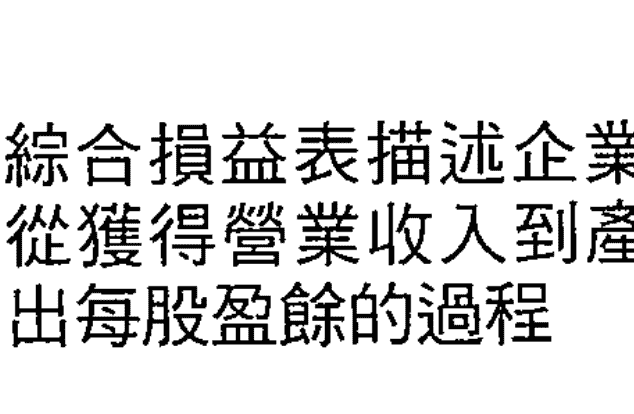 綜合損益表描述企業
從獲得營業收入到產
出每股盈餘的過程